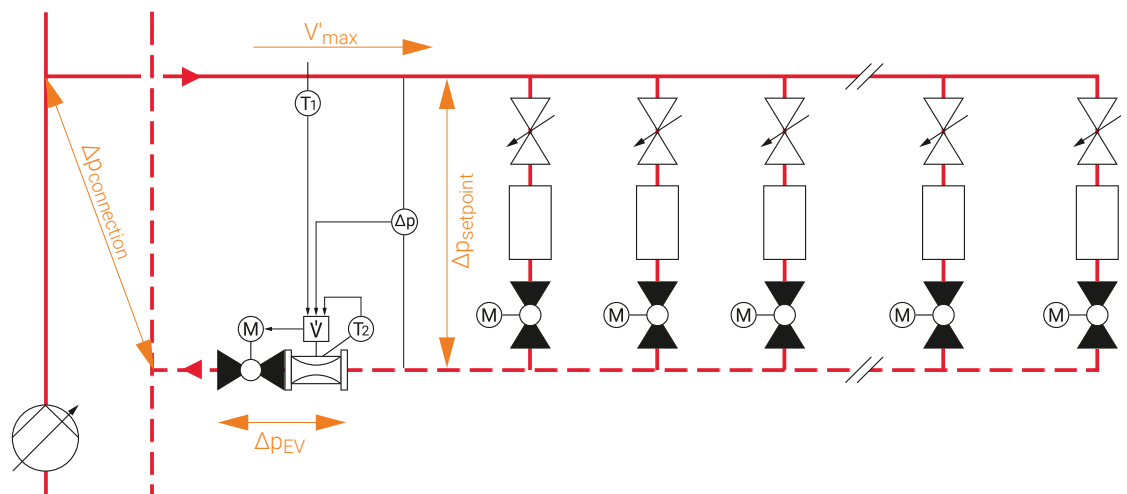 V'max
T1
Δpconnection
Δp
Δpsetpoint
M
V̇
T2
M
M
M
M
M
ΔpEV